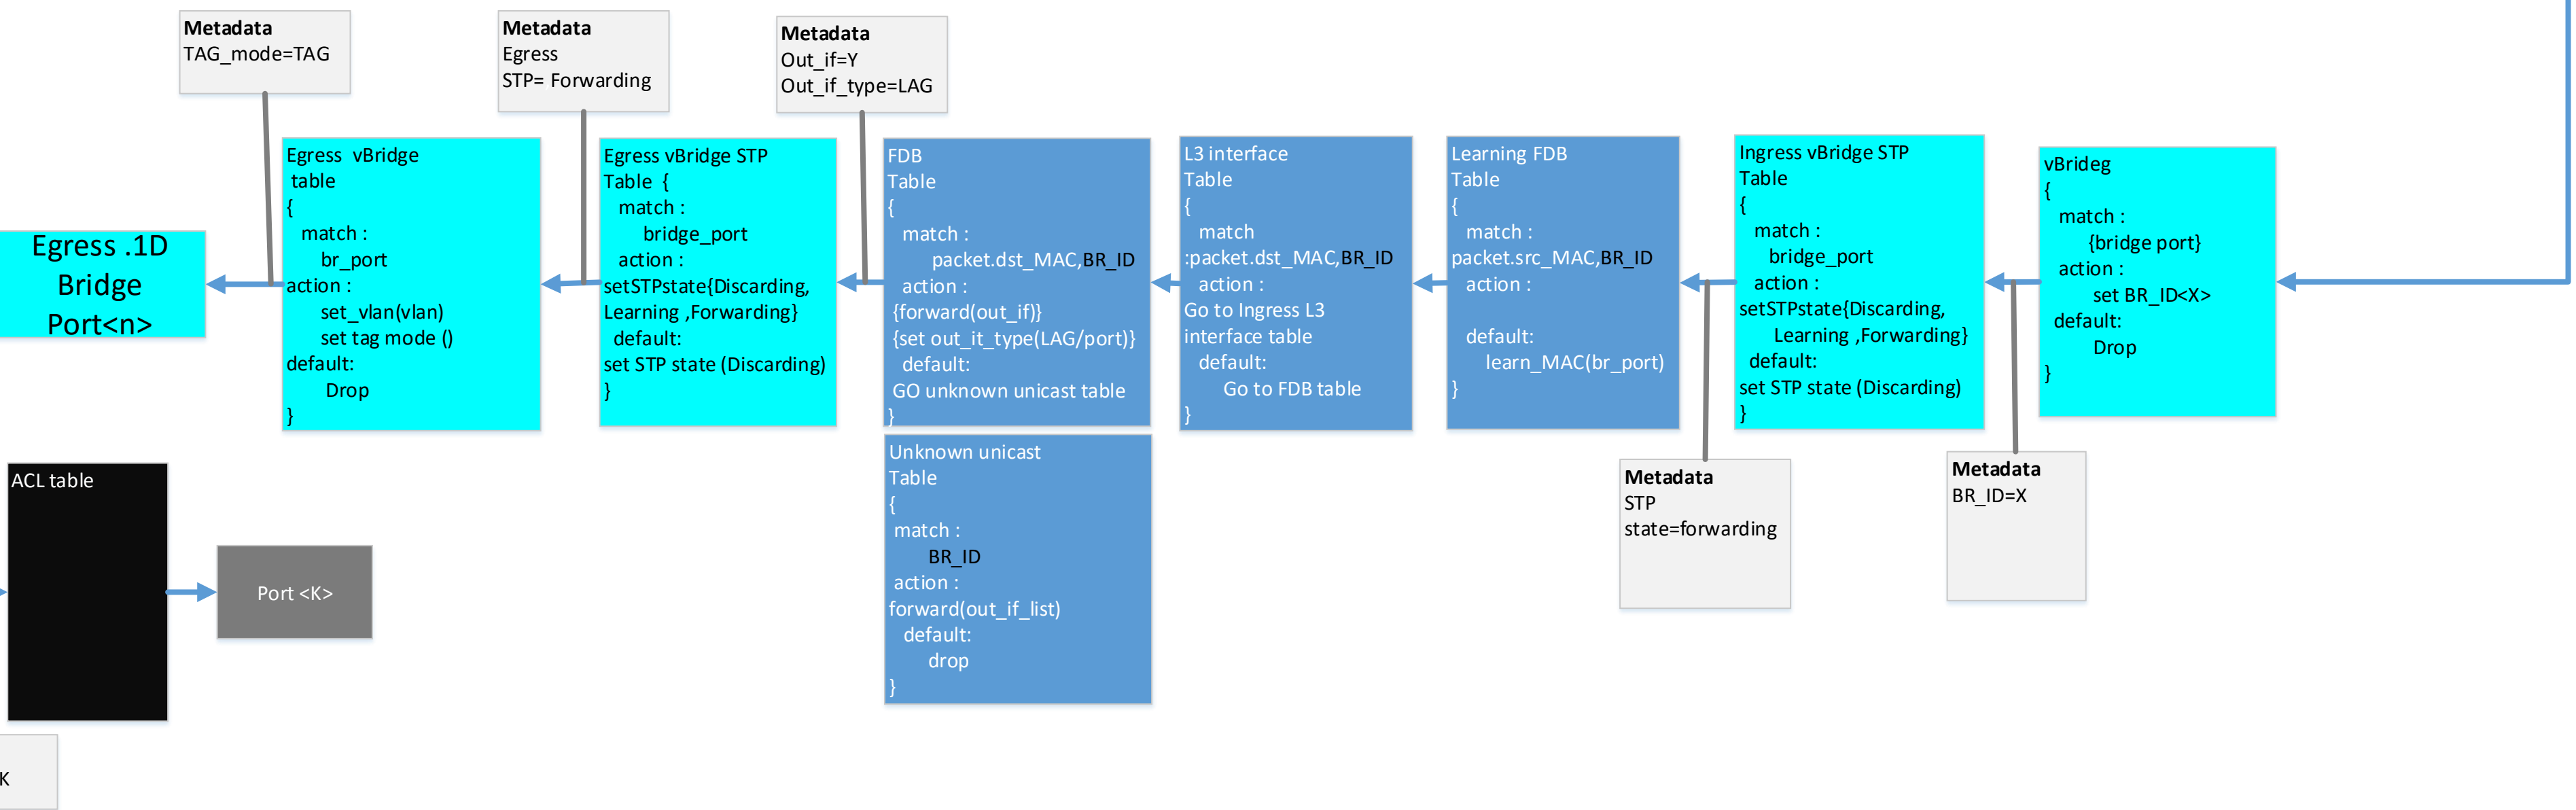 Metadata
TAG_mode=TAG
Metadata
Egress
STP= Forwarding
Metadata
Out_if=Y
Out_if_type=LAG
Egress .1D
Bridge
Port<n>
Egress  vBridge
table
{
match :
br_port
action :
set_vlan(vlan)
set tag mode ()
default:
Drop
}
Egress vBridge STP
Table  {
match :
bridge_port
action :
setSTPstate{Discarding,
Learning ,Forwarding}
default:
set STP state (Discarding)
}
FDB
Table
{
match :
packet.dst_MAC,BR_ID
action :
{forward(out_if)}
{set out_it_type(LAG/port)}
default:
GO unknown unicast table
}
L3 interface
Table
{
match
:packet.dst_MAC,BR_ID
action :
Go to Ingress L3
interface table
default:
Go to FDB table
}
Learning FDB
Table
{
match :
packet.src_MAC,BR_ID
action :
default:
learn_MAC(br_port)
}
Ingress vBridge STP
Table
{
match :
bridge_port
action :
setSTPstate{Discarding,
Learning ,Forwarding}
default:
set STP state (Discarding)
}
vBrideg
{
match :
{bridge port}
action :
set BR_ID<X>
default:
Drop
}
Unknown unicast
Table
{
match :
BR_ID
action :
forward(out_if_list)
default:
drop
}
Metadata
STP
state=forwarding
Metadata
BR_ID=X
ACL table
Port <K>
K